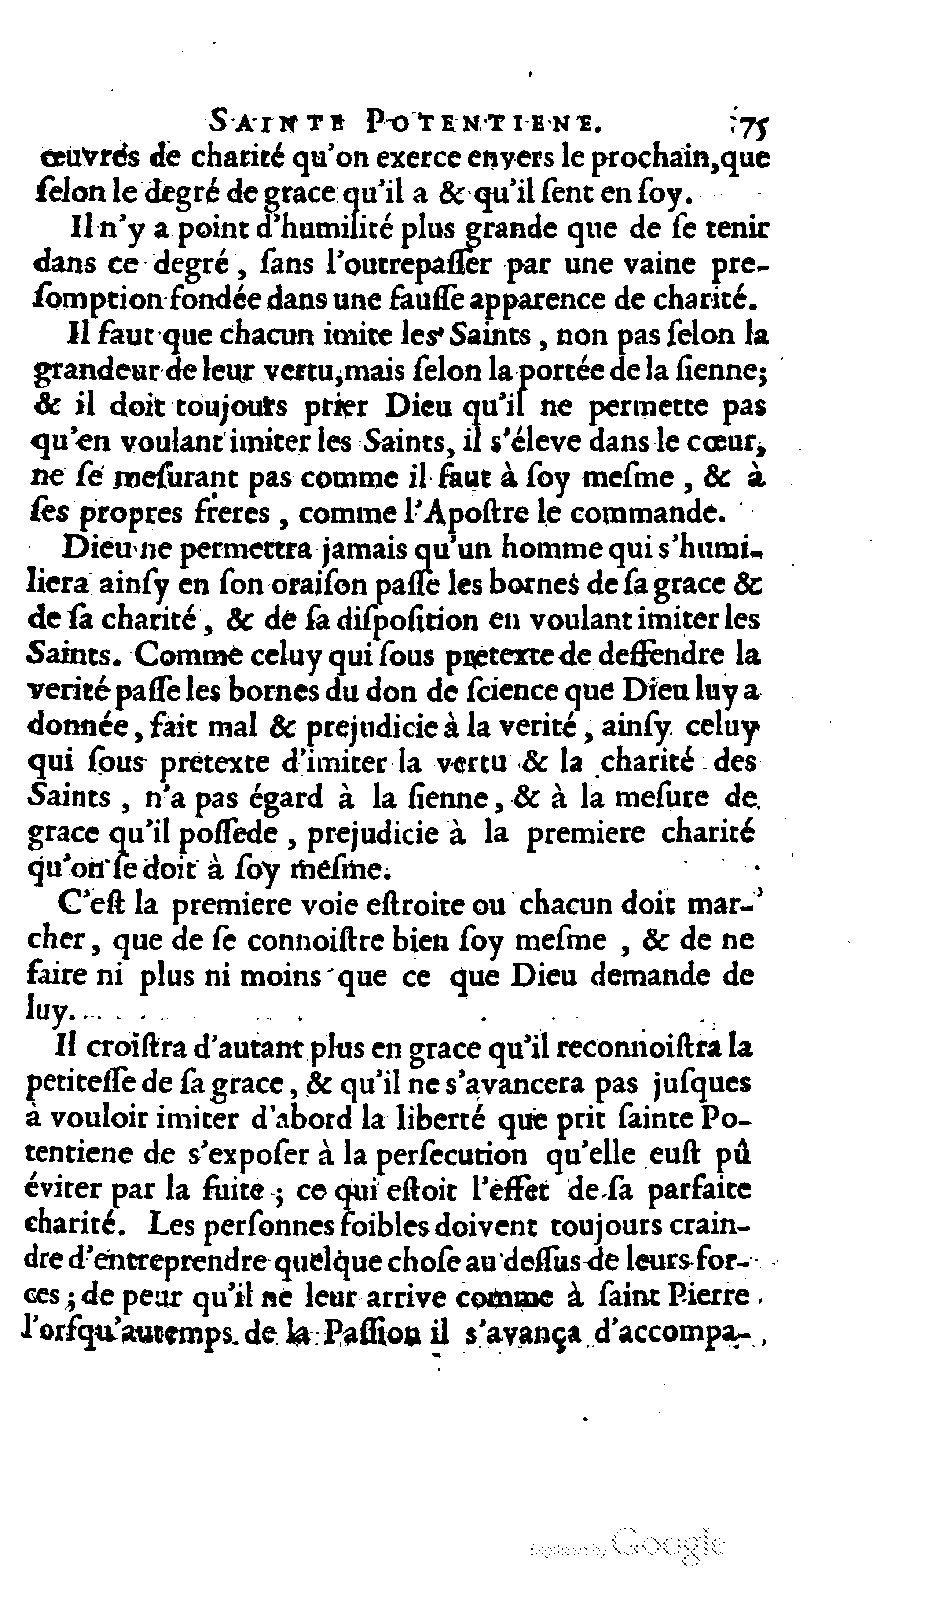 SAINTE POTENTIENE. 75
œuvres de charité qu'on exerce envers le prochain, que
ſelon le degré de grace qu'il a & qu'il ſent en ſoy.
Il n'y a point d'humilité plus grande que de ſe tenir
dans ce degré, ſans l'outrepaſſer par une vaine pre-
ſomption fondée dans une fauſſe apparence de charité.
Il faut que chacun imite les Saints, non pas ſelon la
grandeur de leur vertu, mais ſelon la portée de la ſienne;
& il doit toujours prier Dieu qu'il ne permette pas
qu'en voulant imiter les Saints, il s'éleve dans le cœur,
ne ſe meſurant pas comme il faut à ſoy meſme, & à
ſes propres freres, comme l'Apoſtre le commande.
Dieu ne permettra jamais qu'un homme qui s'humi-
liera ainſy en ſon oraiſon paſſe les bornes de ſa grace &
de ſa charité, & de ſa diſpoſition en voulant imiter les
Saints. Comme celuy qui ſous pretexte de deffendre la
verité paſſe les bornes du don de ſcience que Dieu luy a
donnée, fait mal & prejudicie à la verité, ainſy celuy
qui ſous pretexte d'imiter la vertu & la charité des
Saints, n'a pas égard à la ſienne, & à la meſure de
grace qu'il poſſede, prejudicie à la premiere charité
qu'on ſe doit à ſoy meſme.
C'eſt la premiere voie eſtroite ou chacun doit mar-
cher, que de ſe connoiſtre bien ſoy meſme, & de ne
faire ni plus ni moins que ce que Dieu demande de
luy.
Il croiſtra d'autant plus en grace qu'il reconnoiſtra la
petiteſſe de ſa grace, & qu'il ne s'avancera pas juſques
à vouloir imiter d'abord la liberté que prit ſainte Po-
tentiene de s'expoſer à la perſecution qu'elle euſt pû
éviter par la fuite; ce qui eſtoit l'effet de ſa parfaite
charité. Les perſonnes foibles doivent toujours crain-
dre d'entreprendre quelque choſe au deſſus de leurs for-
ces; de peur qu'il ne leur arrive comme à ſaint Pierre
l'orſqu'au temps de la Paſſion il s'avança d'accompa-
Digitized by Google